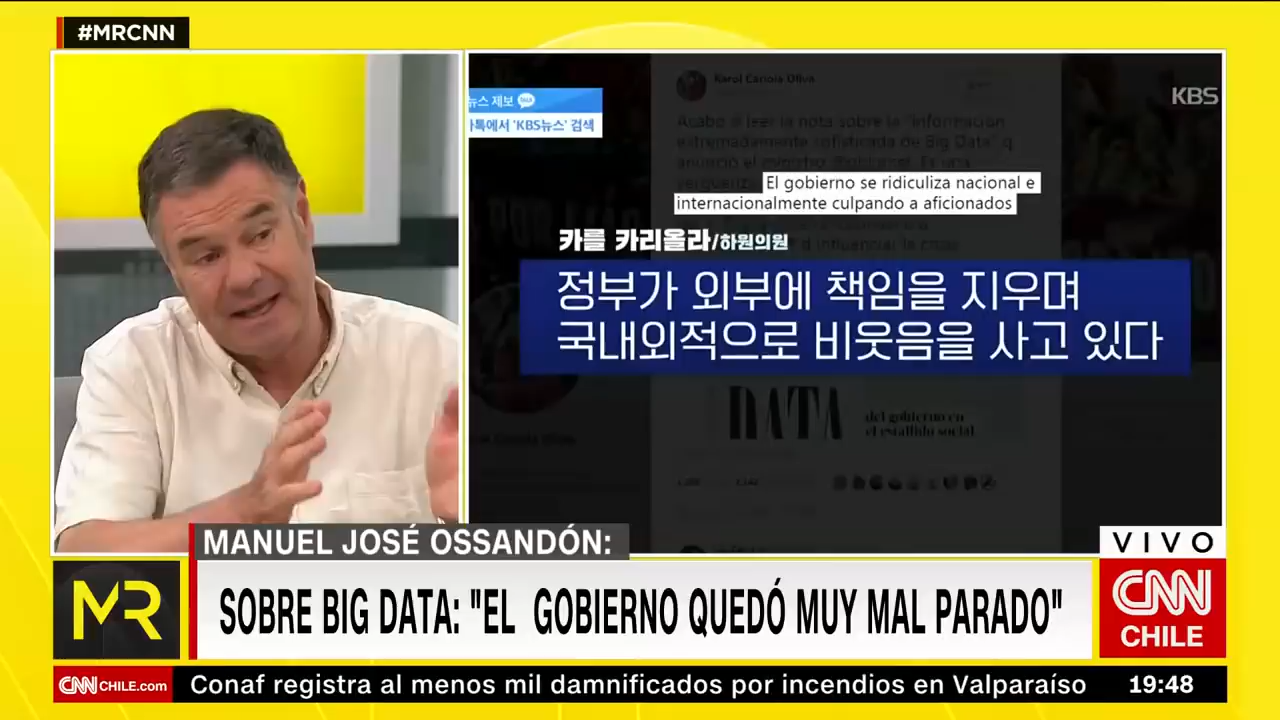 #MRCNN
뉴스 제보 TALK
톡에서 'KBS뉴스' 검색
KBS
Karol Cariola Oliva
Acabo d leer la nota sobre la "información
extremadamente sofisticada de Big Data" q
anunció el
El gobierno se ridiculiza nacional e
internacionalmente culpando a aficionados
d influenciar la crisis
카롤 카리올라/하원의원
정부가 외부에 책임을 지우며
국내외적으로 비웃음을 사고 있다
DATA
del gobierno en
el estallido social
MANUEL JOSÉ OSSANDÓN:
SOBRE BIG DATA: "EL GOBIERNO QUEDÓ MUY MAL PARADO"
MR
VIVO
CNN
CHILE
CNNCHILE.com
Conaf registra al menos mil damnificados por incendios en Valparaíso
19:48